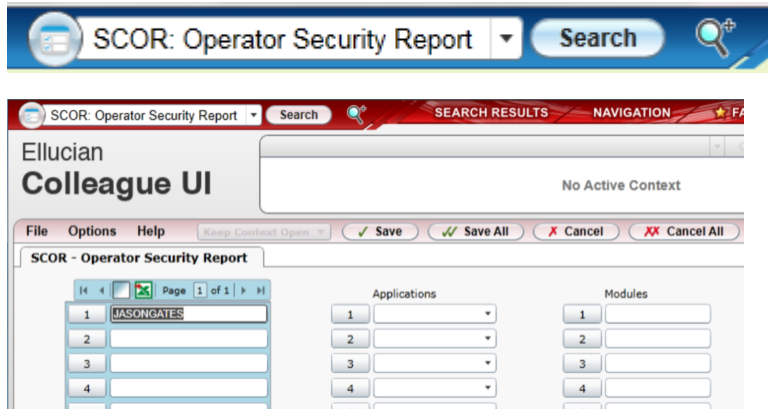 SCOR: Operator Security Report Search
SCOR: Operator Security Report Search SEARCH RESULTS NAVIGATION FA
Ellucian
Colleague UI
No Active Context
File Options Help Keep Context Open Save Save All Cancel Cancel All
SCOR - Operator Security Report
Page 1 of 1
Applications Modules
1 JASONGATES 1 1
2 2 2
3 3 3
4 4 4